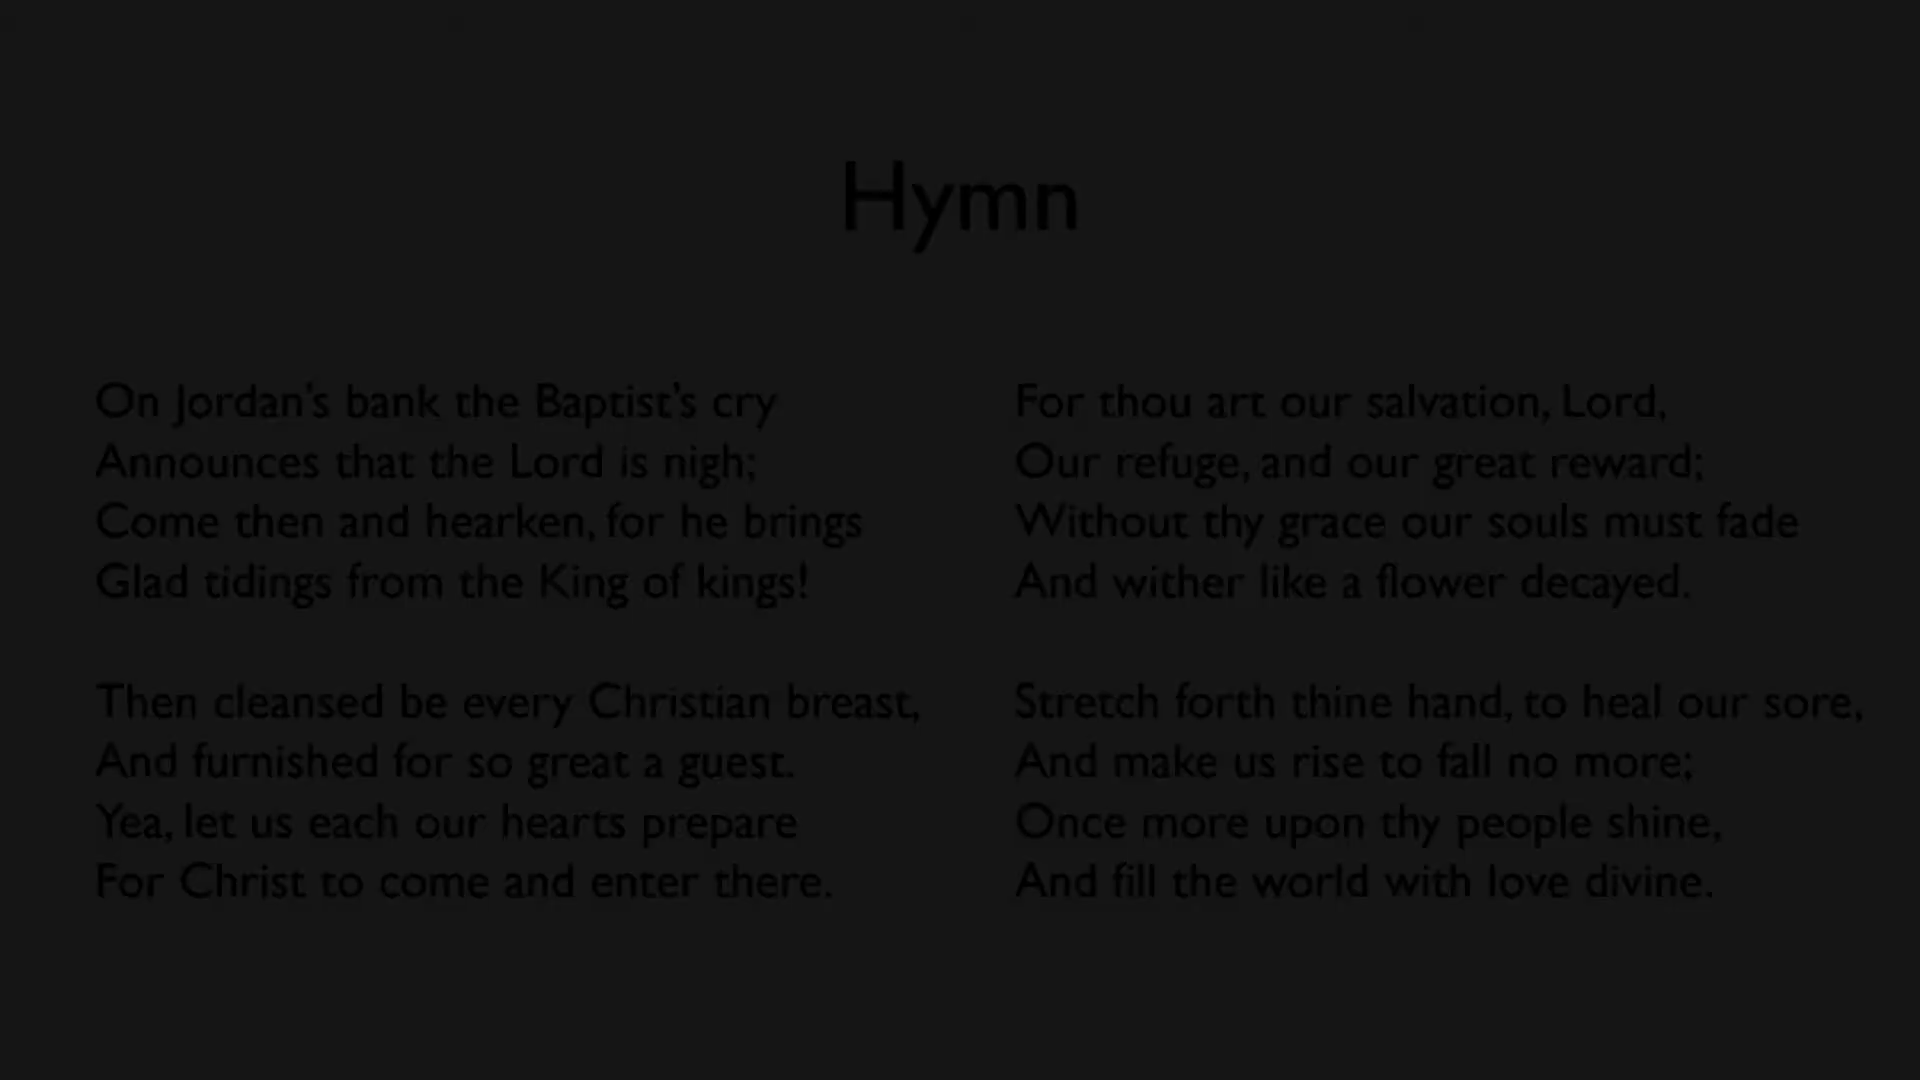 Hymn
On Jordan’s bank the Baptist’s cry
Announces that the Lord is nigh;
Come then and hearken, for he brings
Glad tidings from the King of kings!
Then cleansed be every Christian breast,
And furnished for so great a guest.
Yea, let us each our hearts prepare
For Christ to come and enter there.
For thou art our salvation, Lord,
Our refuge, and our great reward;
Without thy grace our souls must fade
And wither like a flower decayed.
Stretch forth thine hand, to heal our sore,
And make us rise to fall no more;
Once more upon thy people shine,
And fill the world with love divine.